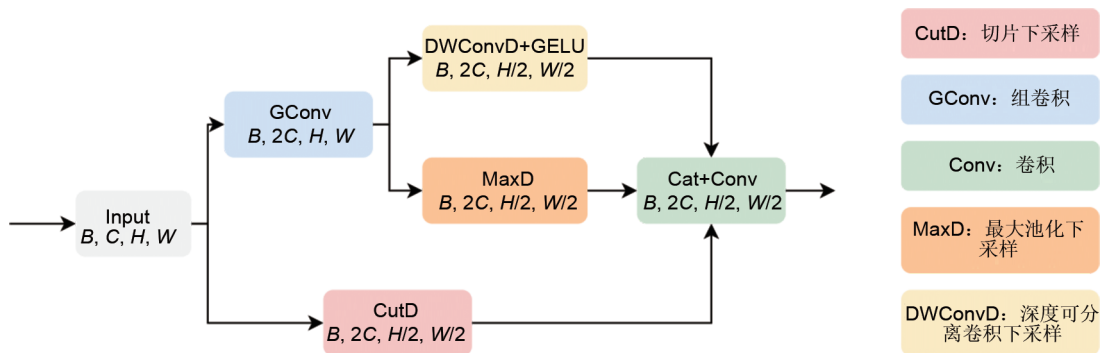 DWConvD+GELU
B, 2C, H/2, W/2
GConv
B, 2C, H, W
MaxD
B, 2C, H/2, W/2
Cat+Conv
B, 2C, H/2, W/2
Input
B, C, H, W
CutD
B, 2C, H/2, W/2
CutD：切片下采样
GConv：组卷积
Conv：卷积
MaxD：最大池化下
采样
DWConvD：深度可分
离卷积下采样